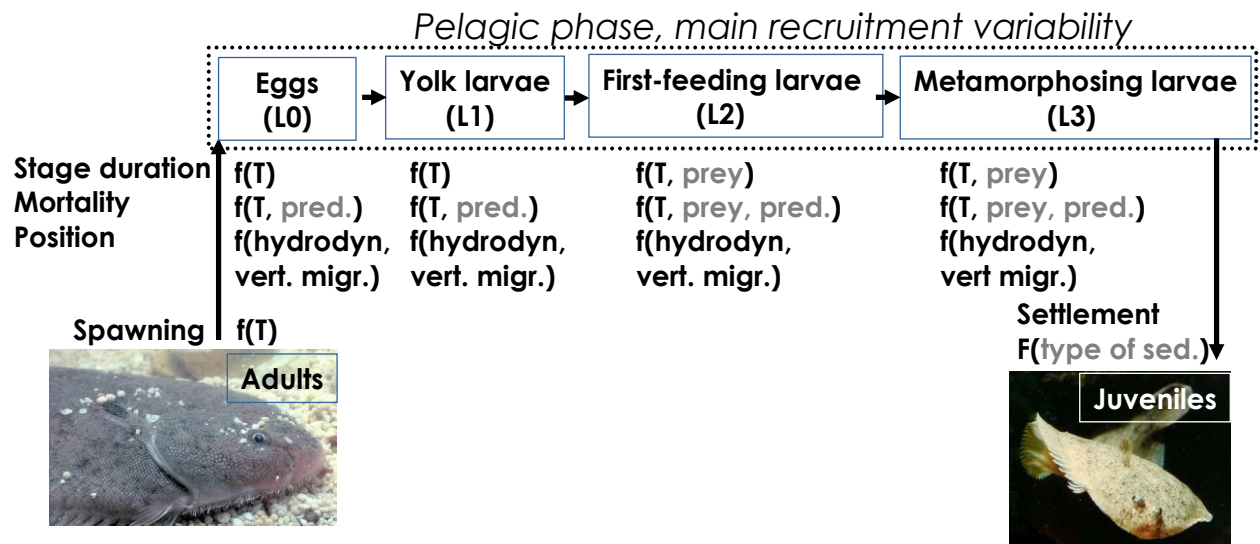 Pelagic phase, main recruitment variability
Eggs
(L0)
Yolk larvae
(L1)
First-feeding larvae
(L2)
Metamorphosing larvae
(L3)
Stage duration
Mortality
Position
f(T)
f(T, pred.)
f(hydrodyn,
vert. migr.)
f(T)
f(T, pred.)
f(hydrodyn,
vert. migr.)
f(T, prey)
f(T, prey, pred.)
f(hydrodyn,
vert. migr.)
f(T, prey)
f(T, prey, pred.)
f(hydrodyn,
vert migr.)
Spawning f(T)
Adults
Settlement
F(type of sed.)
Juveniles